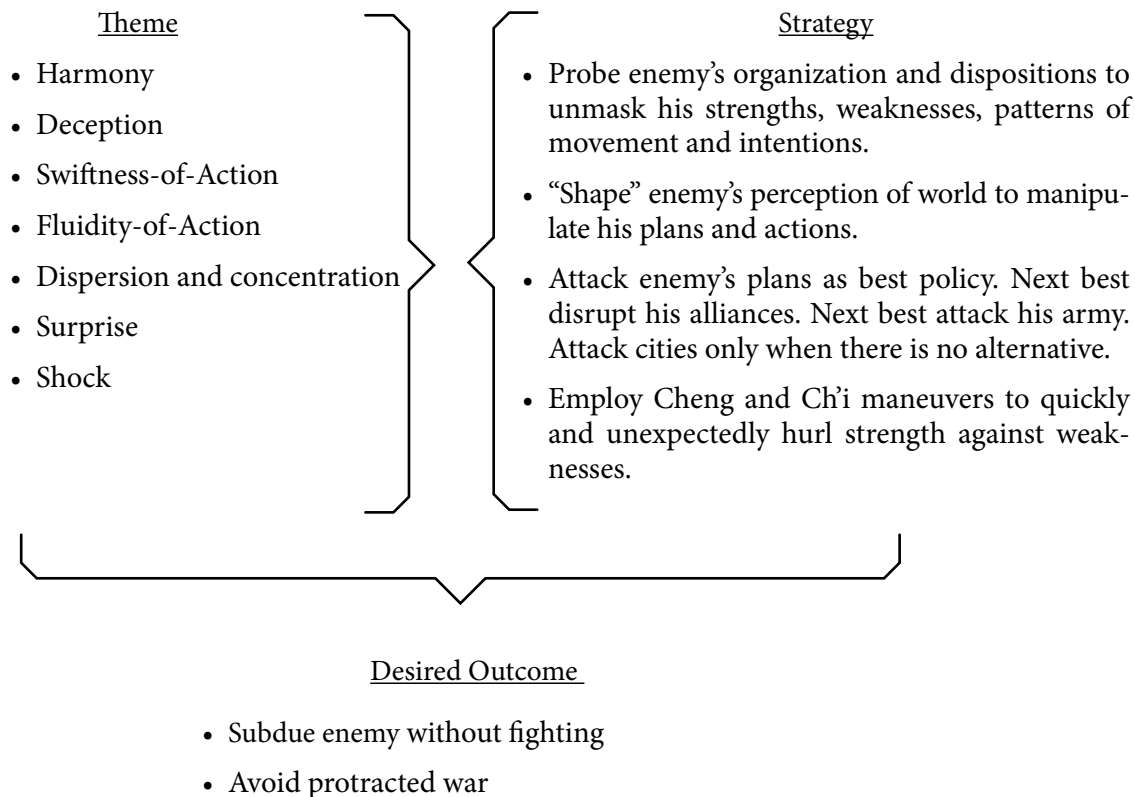 Theme
• Harmony
• Deception
• Swiftness-of-Action
• Fluidity-of-Action
• Dispersion and concentration
• Surprise
• Shock
Strategy
• Probe enemy’s organization and dispositions to
unmask his strengths, weaknesses, patterns of
movement and intentions.
• “Shape” enemy’s perception of world to manipu-
late his plans and actions.
• Attack enemy’s plans as best policy. Next best
disrupt his alliances. Next best attack his army.
Attack cities only when there is no alternative.
• Employ Cheng and Ch’i maneuvers to quickly
and unexpectedly hurl strength against weak-
nesses.
Desired Outcome
• Subdue enemy without fighting
• Avoid protracted war